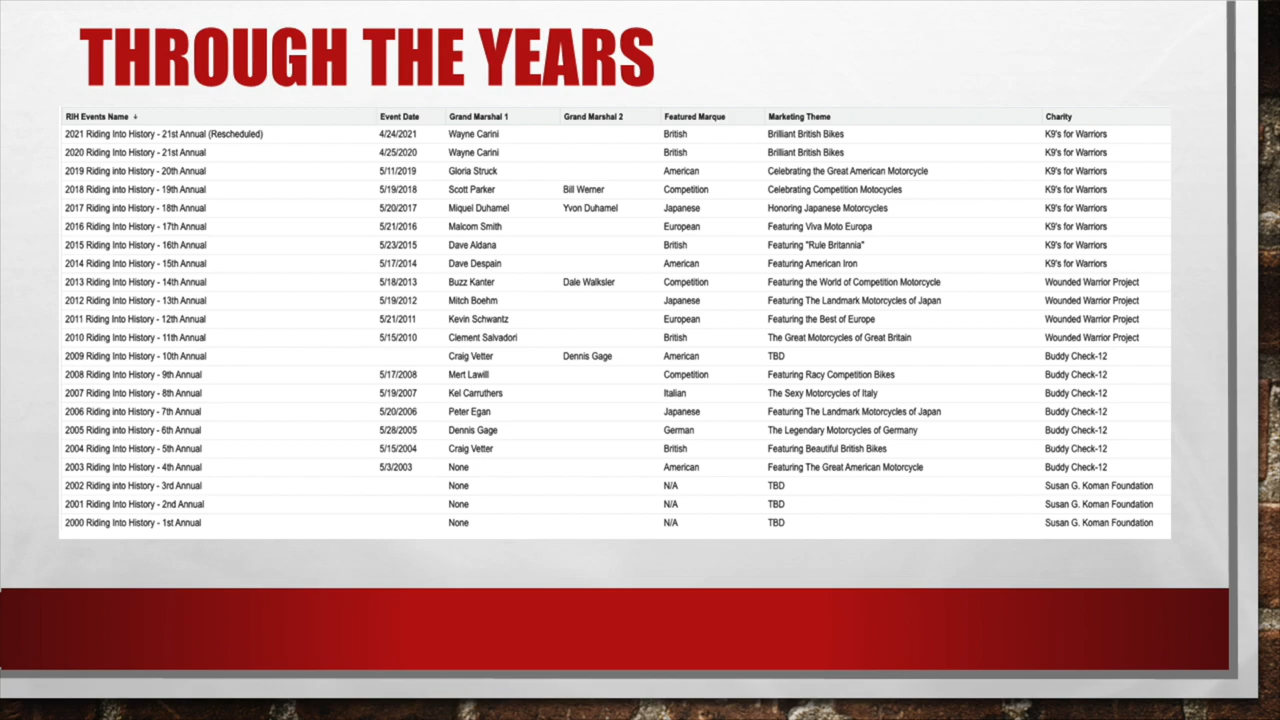 THROUGH THE YEARS
RIH Events Name ↓ Event Date Grand Marshal 1 Grand Marshal 2 Featured Marque Marketing Theme Charity
2021 Riding Into History - 21st Annual (Rescheduled) 4/24/2021 Wayne Carini British Brilliant British Bikes K9's for Warriors
2020 Riding Into History - 21st Annual 4/25/2020 Wayne Carini British Brilliant British Bikes K9's for Warriors
2019 Riding into History - 20th Annual 5/11/2019 Gloria Struck American Celebrating the Great American Motorcycle K9's for Warriors
2018 Riding into History - 19th Annual 5/19/2018 Scott Parker Bill Werner Competition Celebrating Competition Motocycles K9's for Warriors
2017 Riding into History - 18th Annual 5/20/2017 Miquel Duhamel Yvon Duhamel Japanese Honoring Japanese Motorcycles K9's for Warriors
2016 Riding Into History - 17th Annual 5/21/2016 Malcom Smith European Featuring Viva Moto Europa K9's for Warriors
2015 Riding Into History - 16th Annual 5/23/2015 Dave Aldana British Featuring "Rule Britannia" K9's for Warriors
2014 Riding Into History - 15th Annual 5/17/2014 Dave Despain American Featuring American Iron K9's for Warriors
2013 Riding Into History - 14th Annual 5/18/2013 Buzz Kanter Dale Walksler Competition Featuring the World of Competition Motorcycle Wounded Warrior Project
2012 Riding Into History - 13th Annual 5/19/2012 Mitch Boehm Japanese Featuring The Landmark Motorcycles of Japan Wounded Warrior Project
2011 Riding Into History - 12th Annual 5/21/2011 Kevin Schwantz European Featuring the Best of Europe Wounded Warrior Project
2010 Riding Into History - 11th Annual 5/15/2010 Clement Salvadori British The Great Motorcycles of Great Britain Wounded Warrior Project
2009 Riding Into History - 10th Annual Craig Vetter Dennis Gage American TBD Buddy Check-12
2008 Riding Into History - 9th Annual 5/17/2008 Mert Lawill Competition Featuring Racy Competition Bikes Buddy Check-12
2007 Riding Into History - 8th Annual 5/19/2007 Kel Carruthers Italian The Sexy Motorcycles of Italy Buddy Check-12
2006 Riding Into History - 7th Annual 5/20/2006 Peter Egan Japanese Featuring The Landmark Motorcycles of Japan Buddy Check-12
2005 Riding Into History - 6th Annual 5/28/2005 Dennis Gage German The Legendary Motorcycles of Germany Buddy Check-12
2004 Riding Into History - 5th Annual 5/15/2004 Craig Vetter British Featuring Beautiful British Bikes Buddy Check-12
2003 Riding Into History - 4th Annual 5/3/2003 None American Featuring The Great American Motorcycle Buddy Check-12
2002 Riding Into History - 3rd Annual None N/A TBD Susan G. Koman Foundation
2001 Riding Into History - 2nd Annual None N/A TBD Susan G. Koman Foundation
2000 Riding Into History - 1st Annual None N/A TBD Susan G. Koman Foundation